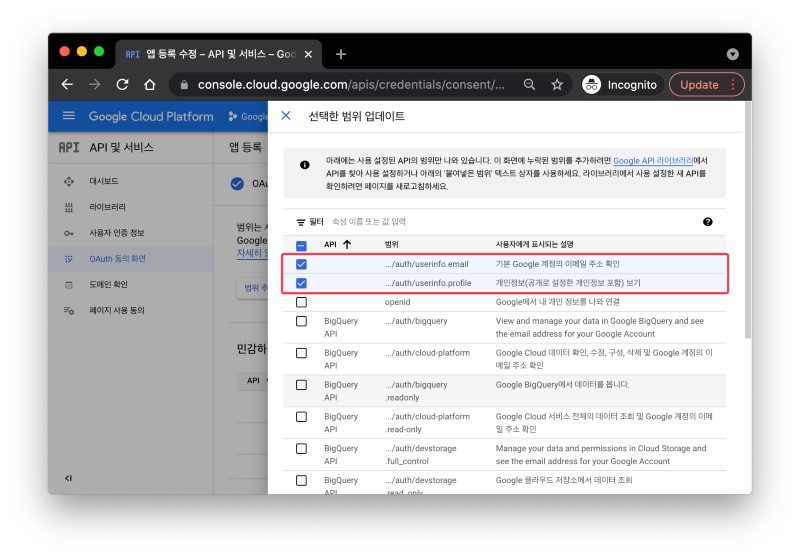 API 앱 등록 수정 – API 및 서비스 – Goo
console.cloud.google.com/apis/credentials/consent/...
Incognito
Update
Google Cloud Platform
Google
선택한 범위 업데이트
API API 및 서비스
앱 등록
대시보드
라이브러리
사용자 인증 정보
OAuth 동의 화면
도메인 확인
페이지 사용 동의
OAu
범위는
Google
자세히
범위 추
민감하
API
아래에는 사용 설정된 API의 범위만 나와 있습니다. 이 화면에 누락된 범위를 추가하려면 Google API 라이브러리에서
API를 찾아 사용 설정하거나 아래의 '붙여넣은 범위' 텍스트 상자를 사용하세요. 라이브러리에서 사용 설정한 새 API를
확인하려면 페이지를 새로고침하세요.
필터 속성 이름 또는 값 입력
API 범위 사용자에게 표시되는 설명
.../auth/userinfo.email 기본 Google 계정의 이메일 주소 확인
.../auth/userinfo.profile 개인정보(공개로 설정한 개인정보 포함) 보기
openid Google에서 내 개인 정보를 나와 연결
BigQuery .../auth/bigquery View and manage your data in Google BigQuery and see
API the email address for your Google Account
BigQuery .../auth/cloud-platform Google Cloud 데이터 확인, 수정, 구성, 삭제 및 Google 계정의 이
API 메일 주소 확인
BigQuery .../auth/bigquery Google BigQuery에서 데이터를 봅니다.
API .readonly
BigQuery .../auth/cloud-platform Google Cloud 서비스 전체의 데이터 조회 및 Google 계정의 이메
API .read-only 일 주소 확인
BigQuery .../auth/devstorage Manage your data and permissions in Cloud Storage and
API .full_control see the email address for your Google Account
BigQuery .../auth/devstorage Google 클라우드 저장소에서 데이터 조회
API .read_only